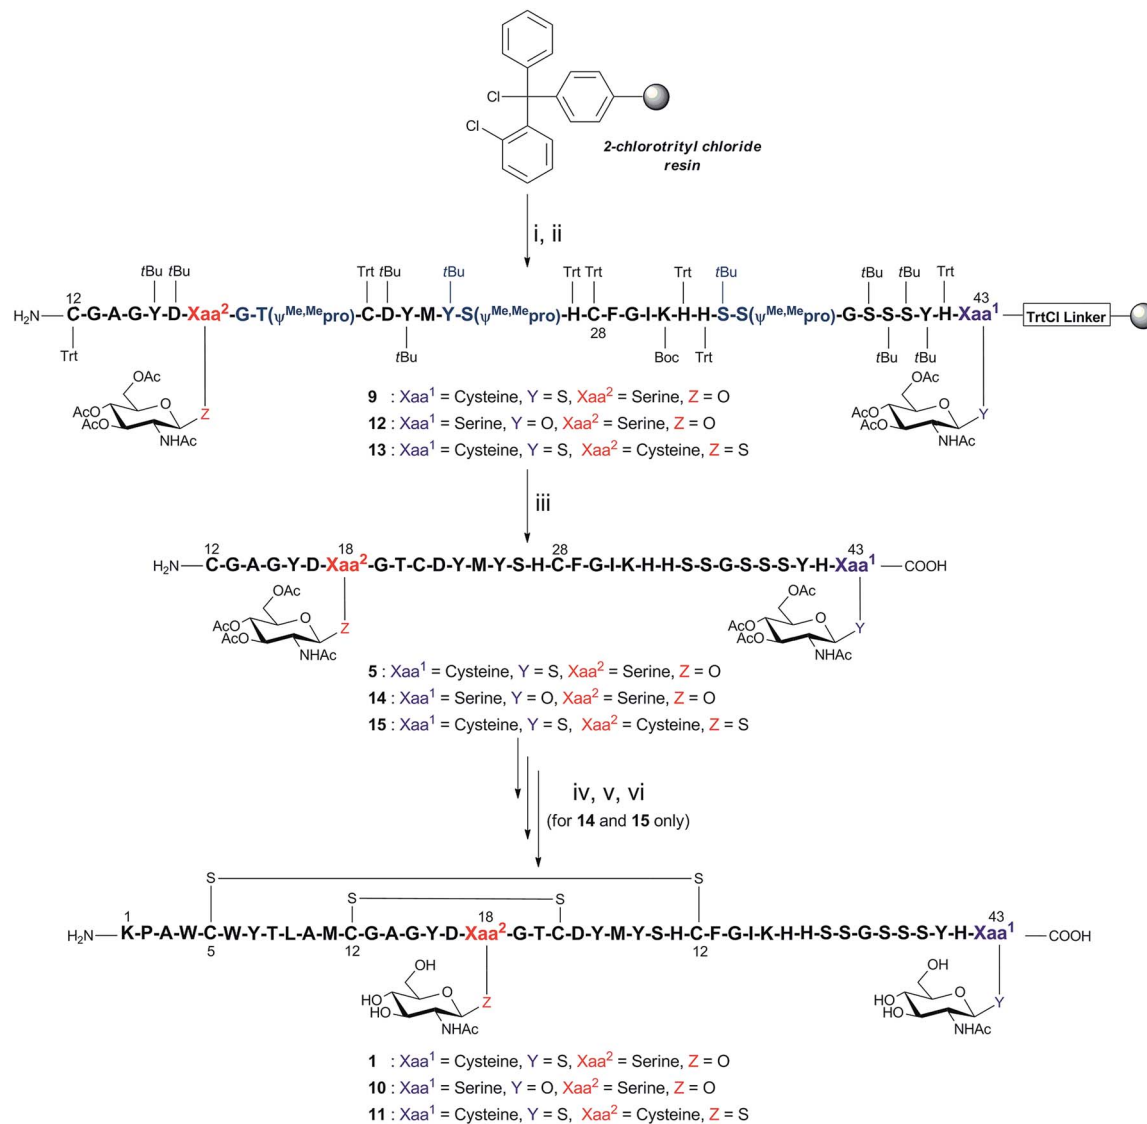 Cl
Cl
2-chlorotrityl chloride
resin
i, ii
tBu tBu Trt tBu tBu Trt Trt Trt tBu tBu tBu Trt
12 43
H₂N C-G-A-G-Y-D-Xaa²-G-T(ψMe,Mepro)C-D-Y-M-Y-S(ψMe,Mepro)-H-C-F-G-I-K-H-H-S-S(ψMe,Mepro)-G-S-S-S-Y-H-Xaa¹ TrtCl Linker
28
Trt tBu Boc Trt tBu tBu
OAc O AcO AcO NHAc Z
OAc O AcO AcO NHAc Y
9 : Xaa¹ = Cysteine, Y = S, Xaa² = Serine, Z = O
12 : Xaa¹ = Serine, Y = O, Xaa² = Serine, Z = O
13 : Xaa¹ = Cysteine, Y = S, Xaa² = Cysteine, Z = S
iii
12 18 28 43
H₂N C-G-A-G-Y-D-Xaa²-G-T-C-D-Y-M-Y-S-H-C-F-G-I-K-H-H-S-S-G-S-S-S-Y-H-Xaa¹ COOH
OAc O AcO AcO NHAc Z
OAc O AcO AcO NHAc Y
5 : Xaa¹ = Cysteine, Y = S, Xaa² = Serine, Z = O
14 : Xaa¹ = Serine, Y = O, Xaa² = Serine, Z = O
15 : Xaa¹ = Cysteine, Y = S, Xaa² = Cysteine, Z = S
iv, v, vi
(for 14 and 15 only)
S S
S S
1 18 43
H₂N K-P-A-W-C-W-Y-T-L-A-M-C-G-A-G-Y-D-Xaa²-G-T-C-D-Y-M-Y-S-H-C-F-G-I-K-H-H-S-S-G-S-S-S-Y-H-Xaa¹ COOH
5 12 12
OH O HO HO NHAc Z
OH O HO HO NHAc Y
1 : Xaa¹ = Cysteine, Y = S, Xaa² = Serine, Z = O
10 : Xaa¹ = Serine, Y = O, Xaa² = Serine, Z = O
11 : Xaa¹ = Cysteine, Y = S, Xaa² = Cysteine, Z = S